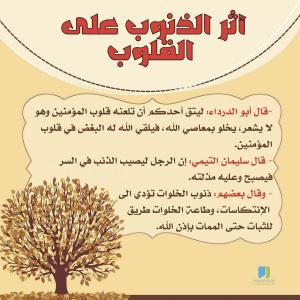 أثر الذنوب على
القلوب
-قال أبو الدرداء: ليتق أحدكم أن تلعنه قلوب المؤمنين وهو
لا يشعر، يخلو بمعاصي الله، فيلقي الله له البغض في قلوب
المؤمنين.
- قال سليمان التيمي: إن الرجل ليصيب الذنب في السر
فيصبح وعليه مذلته.
- وقال بعضهم: ذنوب الخلوات تؤدي الى
الإنتكاسات، وطاعة الخلوات طريق
للثبات حتى الممات بإذن الله.